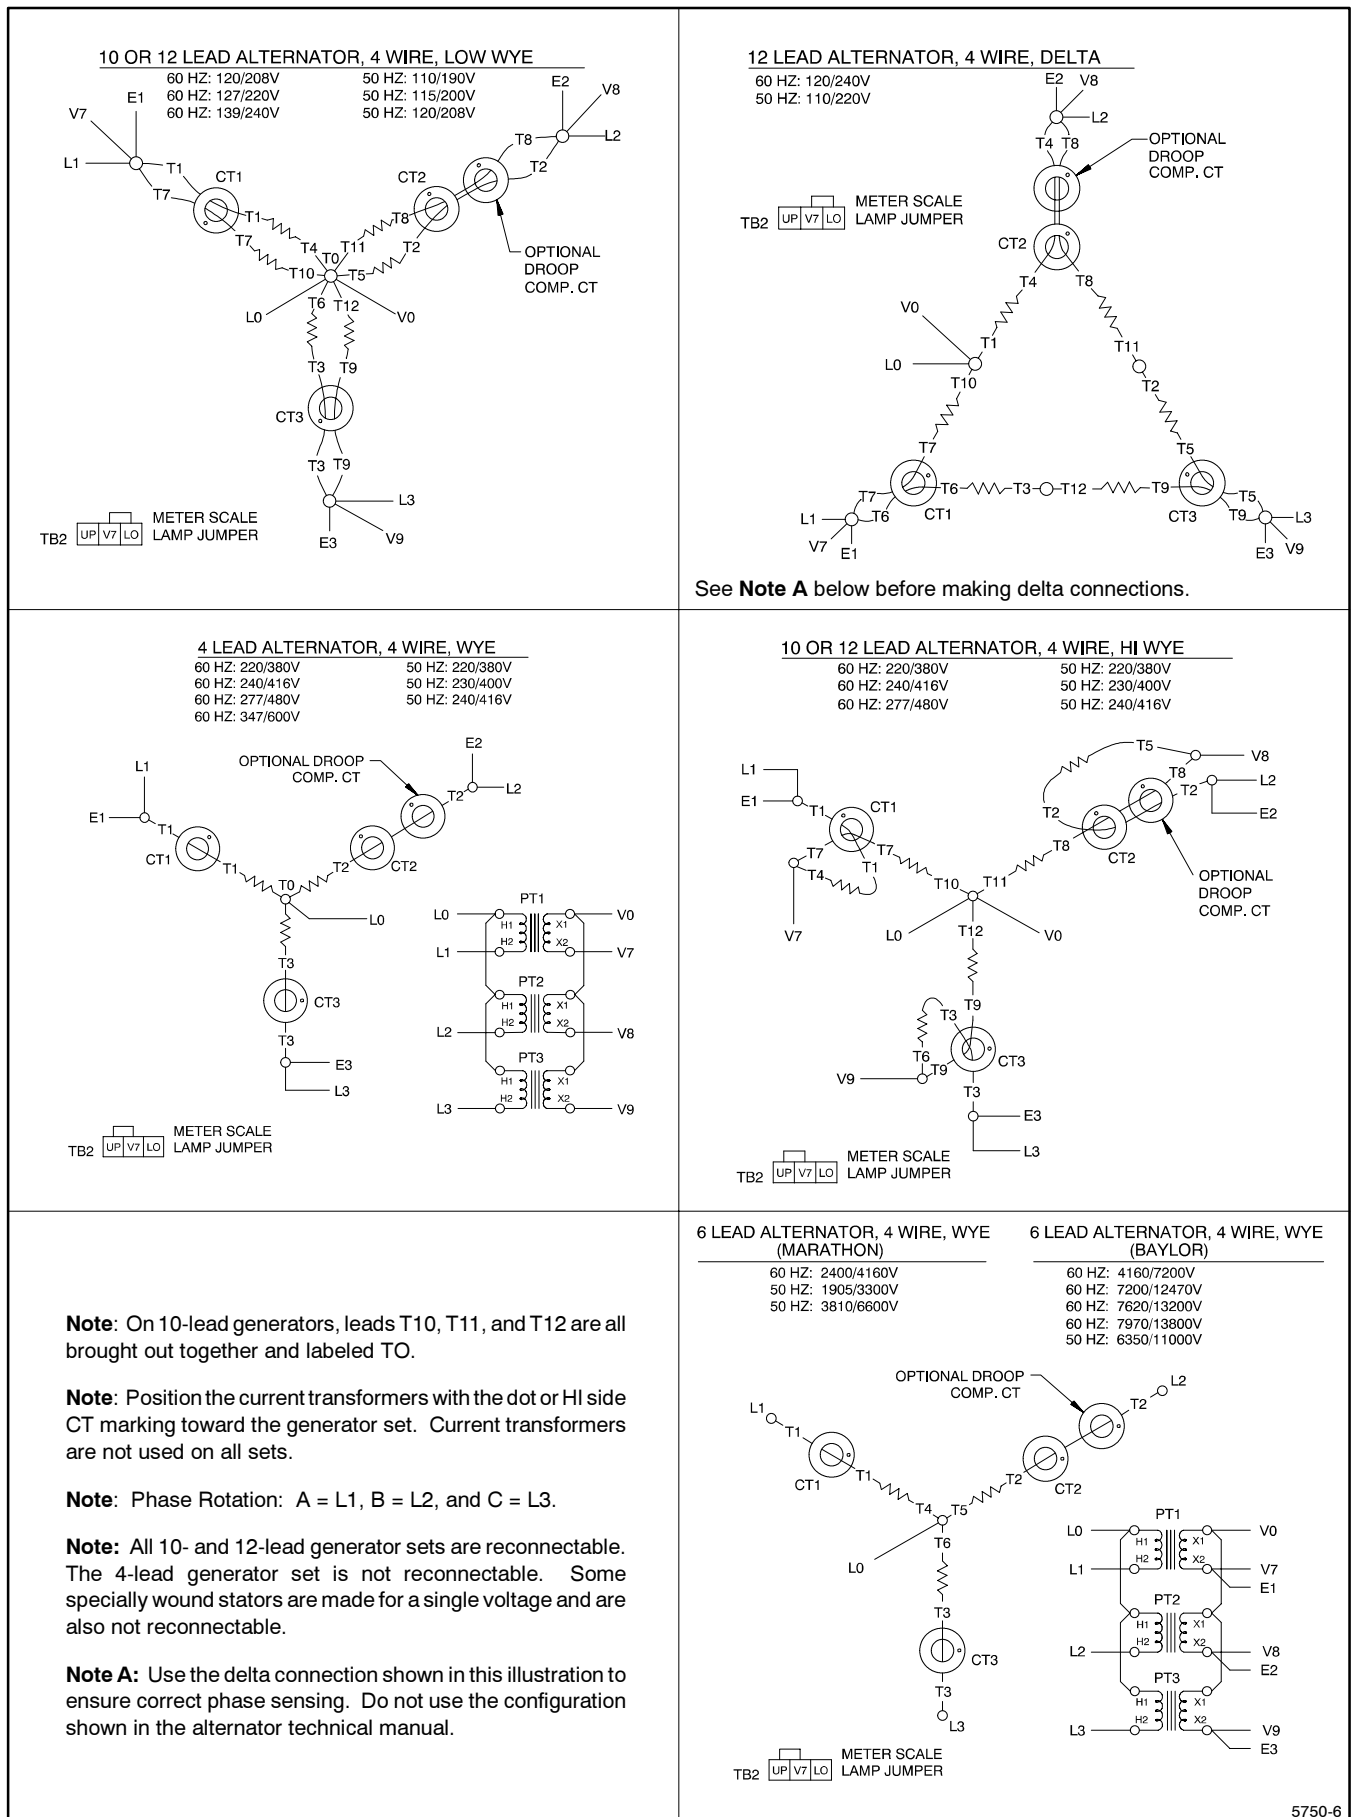 10 OR 12 LEAD ALTERNATOR, 4 WIRE, LOW WYE
60 HZ: 120/208V 50 HZ: 110/190V
60 HZ: 127/220V 50 HZ: 115/200V
60 HZ: 139/240V 50 HZ: 120/208V
E1
V7
L1
T1
T7
CT1
T1
T7
T4
T10
T0
E2
V8
L2
T8
T2
CT2
T8
T2
T11
T5
OPTIONAL
DROOP
COMP. CT
L0
T6 T12
V0
T3 T9
CT3
T3 T9
L3
V9
E3
TB2 UP V7 LO METER SCALE
LAMP JUMPER
12 LEAD ALTERNATOR, 4 WIRE, DELTA
60 HZ: 120/240V
50 HZ: 110/220V
E2 V8
L2
T4 T8
OPTIONAL
DROOP
COMP. CT
TB2 UP V7 LO METER SCALE
LAMP JUMPER
CT2
T4 T8
V0
L0
T1
T10
T11
T2
T7
T5
T7
T6
T6 T3 T12 T9
CT1
CT3
T5
T9
L1
V7
E1
L3
V9
E3
See Note A below before making delta connections.
4 LEAD ALTERNATOR, 4 WIRE, WYE
60 HZ: 220/380V 50 HZ: 220/380V
60 HZ: 240/416V 50 HZ: 230/400V
60 HZ: 277/480V 50 HZ: 240/416V
60 HZ: 347/600V
L1
E1
T1
CT1
T1
T0
OPTIONAL DROOP
COMP. CT
E2
L2
T2
CT2
T2
L0
T3
CT3
T3
E3
L3
PT1
L0 H1 X1 V0
L1 H2 X2 V7
PT2
H1 X1
L2 H2 X2 V8
PT3
H1 X1
L3 H2 X2 V9
TB2 UP V7 LO METER SCALE
LAMP JUMPER
10 OR 12 LEAD ALTERNATOR, 4 WIRE, HI WYE
60 HZ: 220/380V 50 HZ: 220/380V
60 HZ: 240/416V 50 HZ: 230/400V
60 HZ: 277/480V 50 HZ: 240/416V
L1
E1
T1
CT1
T7
T7
T1
T4
T10
V7
T5
V8
T8
T2
L2
E2
T2
T8
CT2
T11
OPTIONAL
DROOP
COMP. CT
L0
T12
V0
T9
T3
T6
T9
CT3
V9
T3
E3
L3
TB2 UP V7 LO METER SCALE
LAMP JUMPER
Note: On 10-lead generators, leads T10, T11, and T12 are all
brought out together and labeled TO.
Note: Position the current transformers with the dot or HI side
CT marking toward the generator set. Current transformers
are not used on all sets.
Note: Phase Rotation: A = L1, B = L2, and C = L3.
Note: All 10- and 12-lead generator sets are reconnectable.
The 4-lead generator set is not reconnectable. Some
specially wound stators are made for a single voltage and are
also not reconnectable.
Note A: Use the delta connection shown in this illustration to
ensure correct phase sensing. Do not use the configuration
shown in the alternator technical manual.
6 LEAD ALTERNATOR, 4 WIRE, WYE
(MARATHON)
60 HZ: 2400/4160V
50 HZ: 1905/3300V
50 HZ: 3810/6600V
6 LEAD ALTERNATOR, 4 WIRE, WYE
(BAYLOR)
60 HZ: 4160/7200V
60 HZ: 7200/12470V
60 HZ: 7620/13200V
60 HZ: 7970/13800V
50 HZ: 6350/11000V
OPTIONAL DROOP
COMP. CT
L1
T1
CT1
T1
T4
L2
T2
CT2
T2
T5
L0
T6
T3
CT3
T3
L3
PT1
L0 H1 X1 V0
L1 H2 X2 V7
E1
PT2
H1 X1
L2 H2 X2 V8
E2
PT3
H1 X1
L3 H2 X2 V9
E3
TB2 UP V7 LO METER SCALE
LAMP JUMPER
5750-6